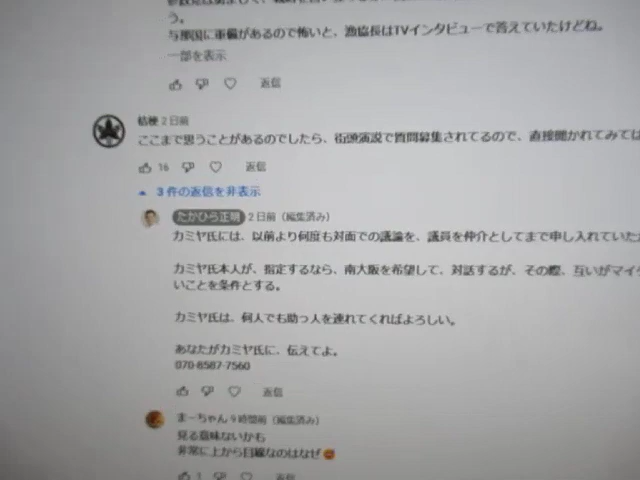 う。
与那国に軍備があるので怖いと、漁協長はTVインタビューで答えていたけどね。
一部を表示
返信
桔梗 2日前
ここまで思うことがあるのでしたら、街頭演説で質問募集されてるので、直接聞かれてみては
16 返信
3 件の返信を非表示
たかひら正明 2日前（編集済み）
カミヤ氏には、以前より何度も対面での議論を、議員を仲介としてまで申し入れていたが
カミヤ氏本人が、指定するなら、南大阪を希望して、対話するが、その際、互いがマイク
いことを条件とする。
カミヤ氏は、何人でも助っ人を連れてくればよろしい。
あなたがカミヤ氏に、伝えてよ。
070-8587-7560
返信
まーちゃん 9時間前（編集済み）
見る意味ないかも
非常に上から目線なのはなぜ
1 返信